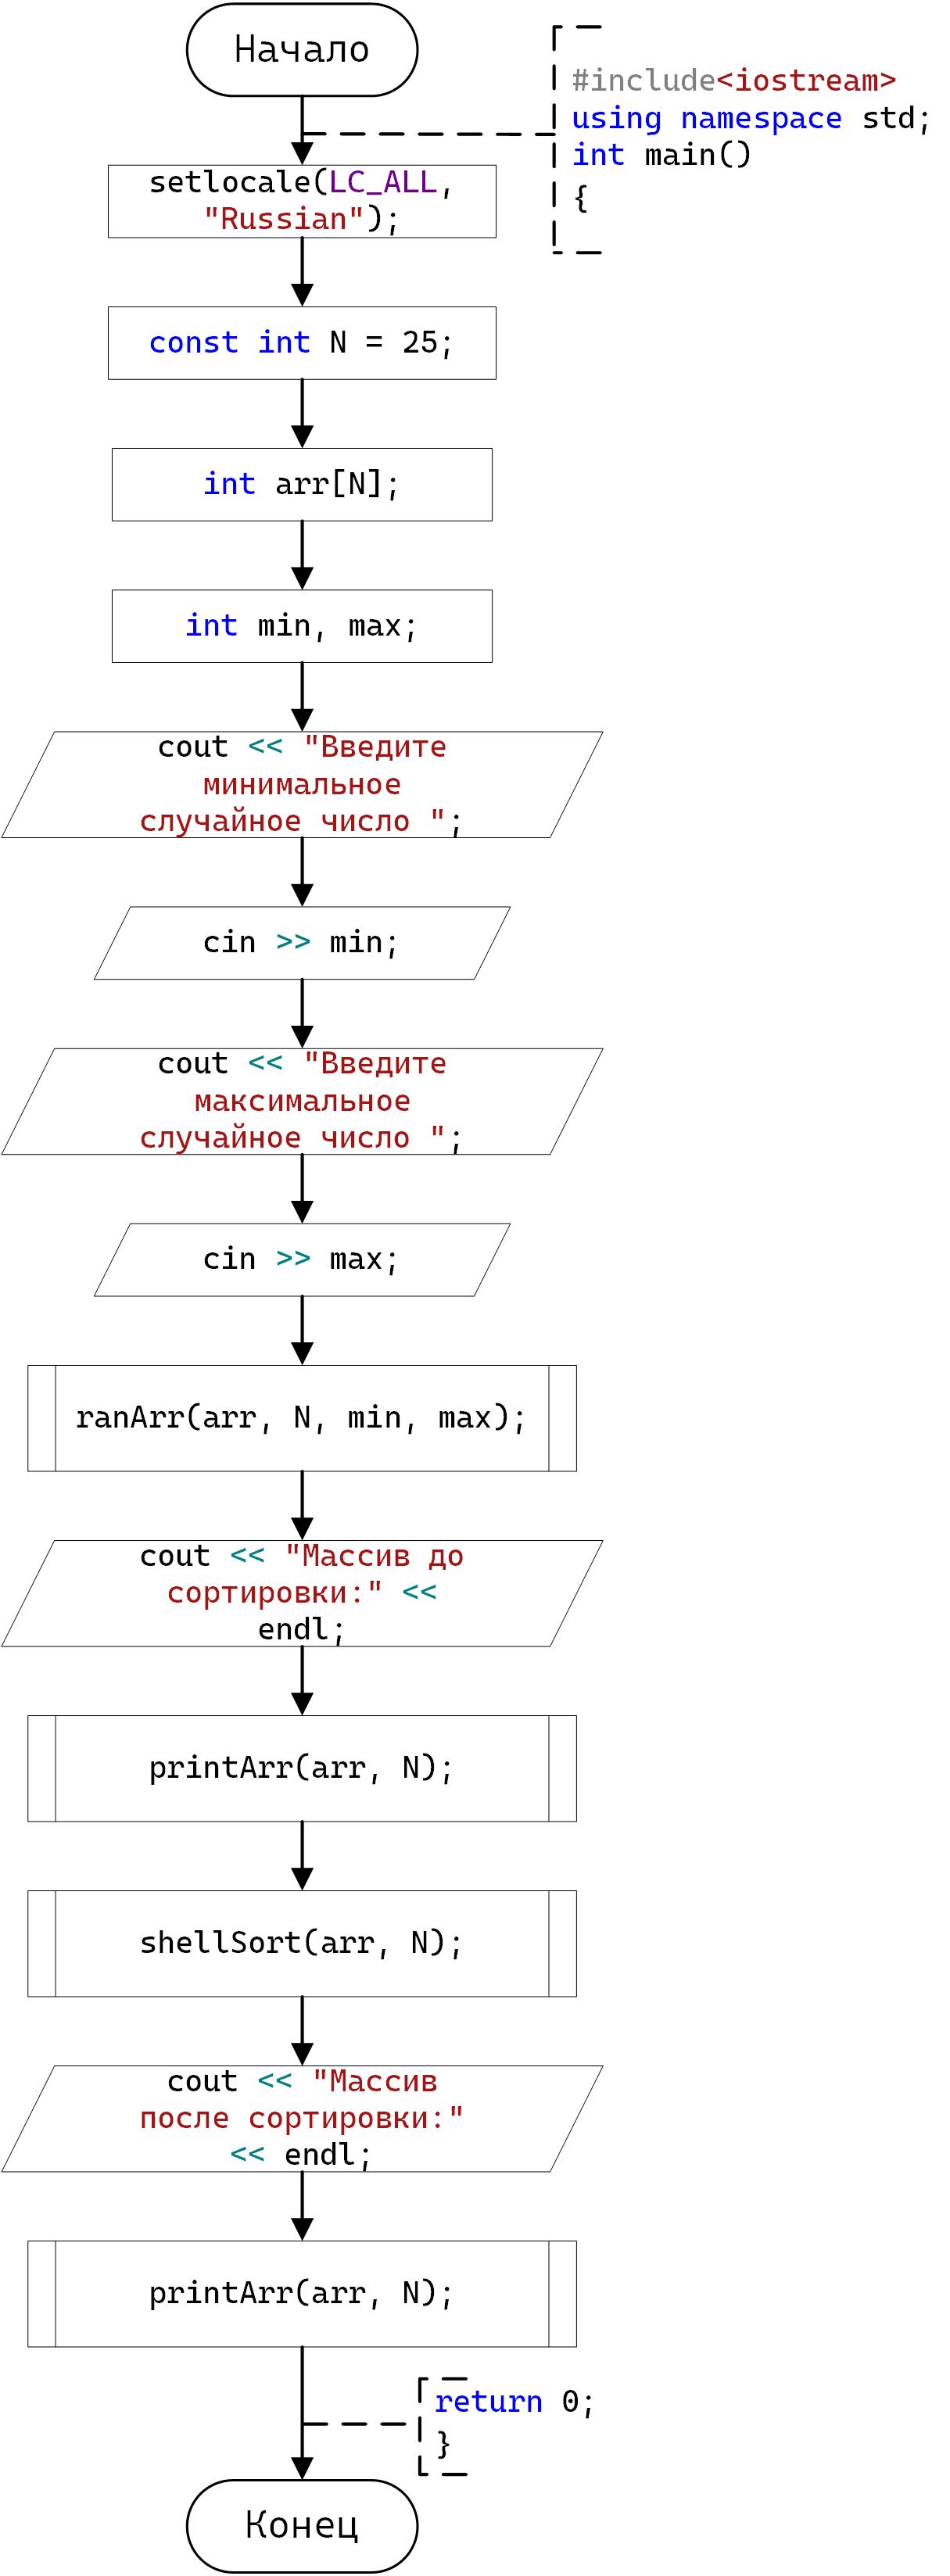 Начало
#include<iostream>
using namespace std;
int main()
{
setlocale(LC_ALL,
"Russian");
const int N = 25;
int arr[N];
int min, max;
cout << "Введите
минимальное
случайное число ";
cin >> min;
cout << "Введите
максимальное
случайное число ";
cin >> max;
ranArr(arr, N, min, max);
cout << "Массив до
сортировки:" <<
endl;
printArr(arr, N);
shellSort(arr, N);
cout << "Массив
после сортировки:"
<< endl;
printArr(arr, N);
return 0;
}
Конец